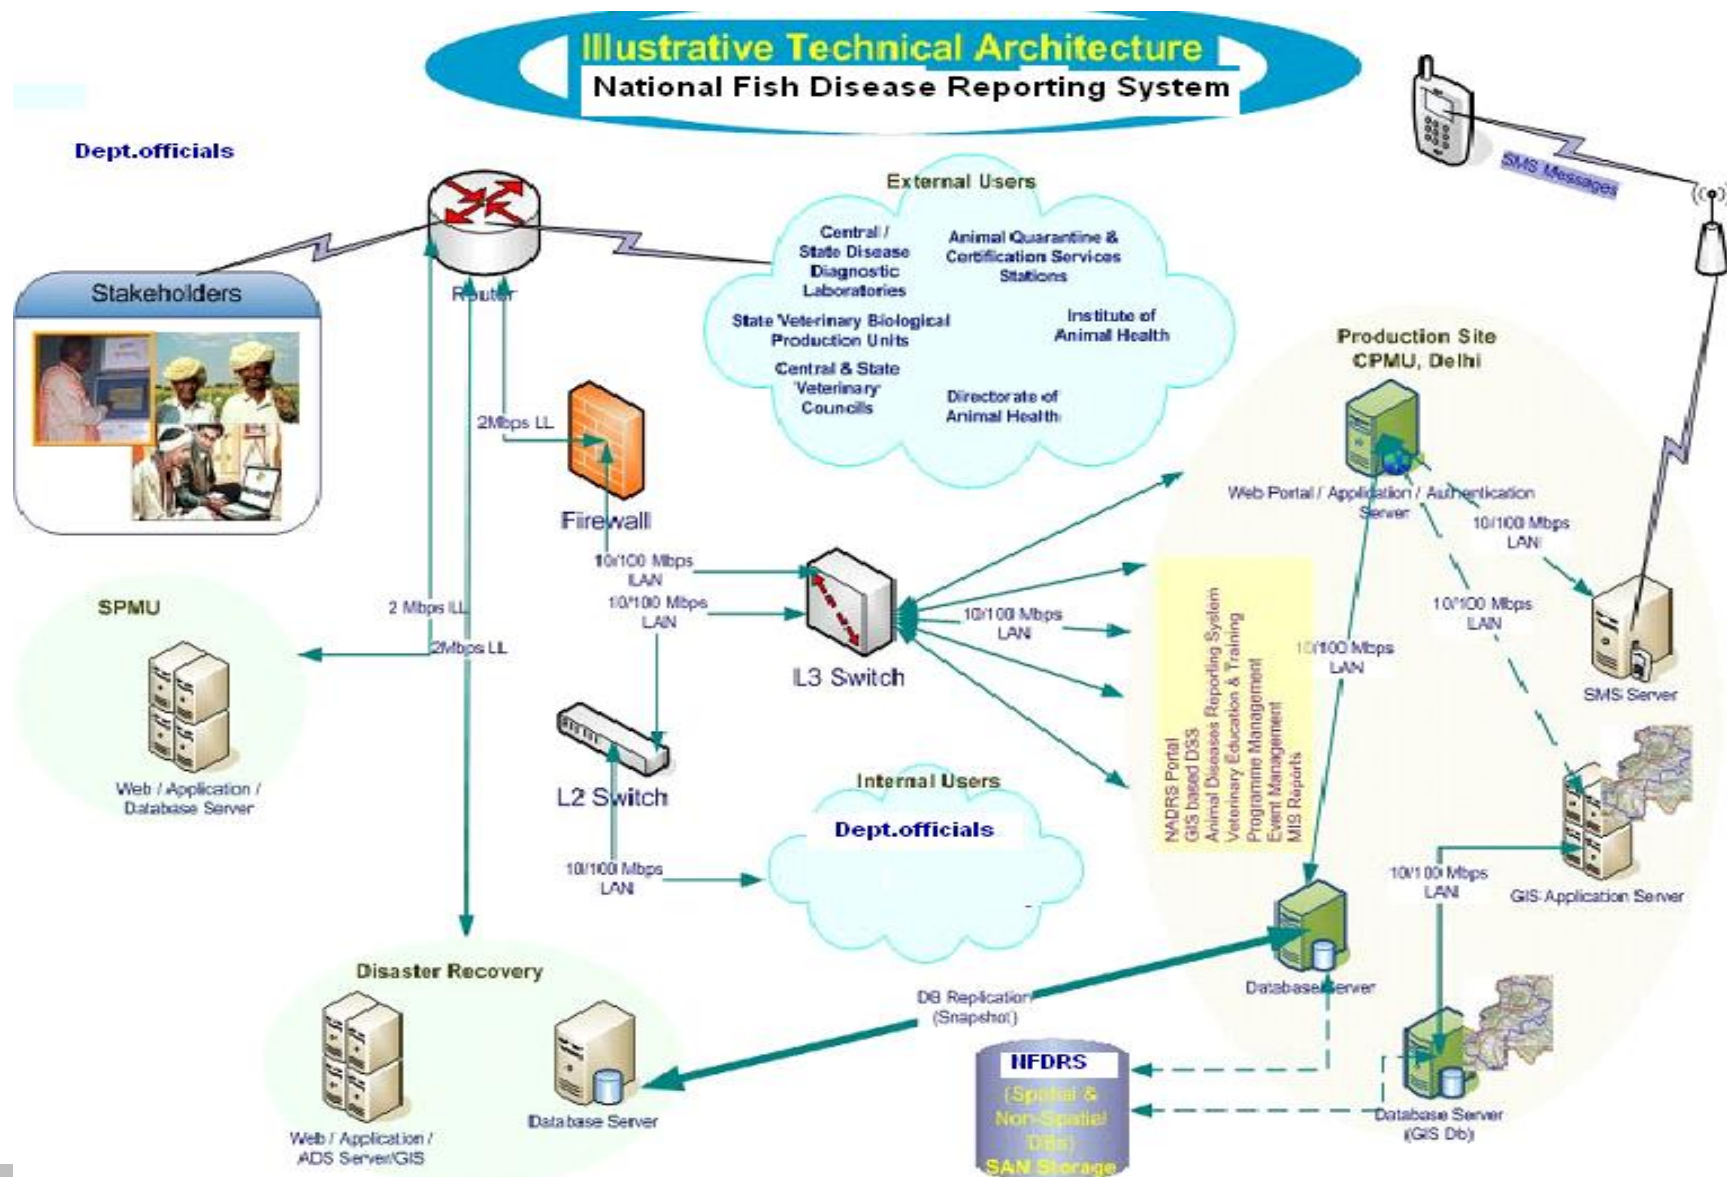 Illustrative Technical Architecture
National Fish Disease Reporting System
Dept.officials
SMS Messages
External Users
Central /
State Disease
Diagnostic
Laboratories
Animal Quarantine &
Certification Services
Stations
State Veterinary Biological
Production Units
Institute of
Animal Health
Central & State
Veterinary
Councils
Directorate of
Animal Health
Router
Stakeholders
Production Site
CPMU, Delhi
2Mbps LL
Firewall
Web Portal / Application / Authentication
Server
10/100 Mbps
LAN
10/100 Mbps
LAN
10/100 Mbps
LAN
SPMU
2 Mbps LL
2Mbps LL
10/100 Mbps
LAN
10/100 Mbps
LAN
10/100 Mbps
LAN
L3 Switch
SMS Server
Web / Application /
Database Server
L2 Switch
NADRS Portal
GIS based DSS
Animal Diseases Reporting System
Veterinary Education & Training
Programme Management
Event Management
MIS Reports
Internal Users
Dept.officials
10/100 Mbps
LAN
10/100 Mbps
LAN
GIS Application Server
Disaster Recovery
DB Replication
(Snapshot)
Database Server
NFDRS
(Spatial &
Non-Spatial
DBs)
SAN Storage
Database Server
(GIS Db)
Database Server
Web / Application /
ADS Server/GIS